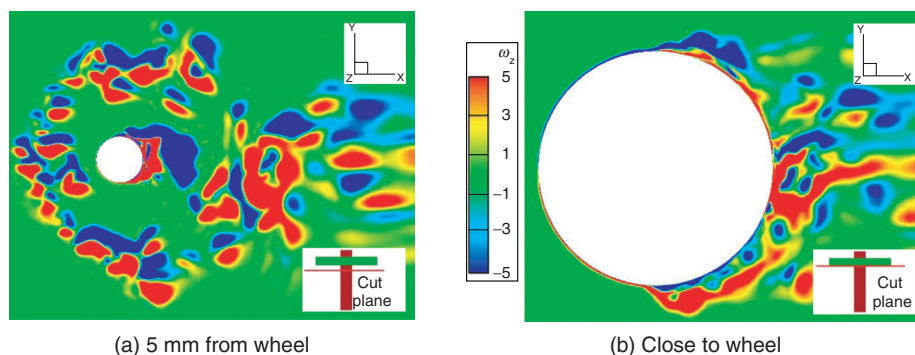 Y
Z X
Cut
plane
(a) 5 mm from wheel
ω_z
5
3
1
−1
−3
−5
Y
Z X
Cut
plane
(b) Close to wheel